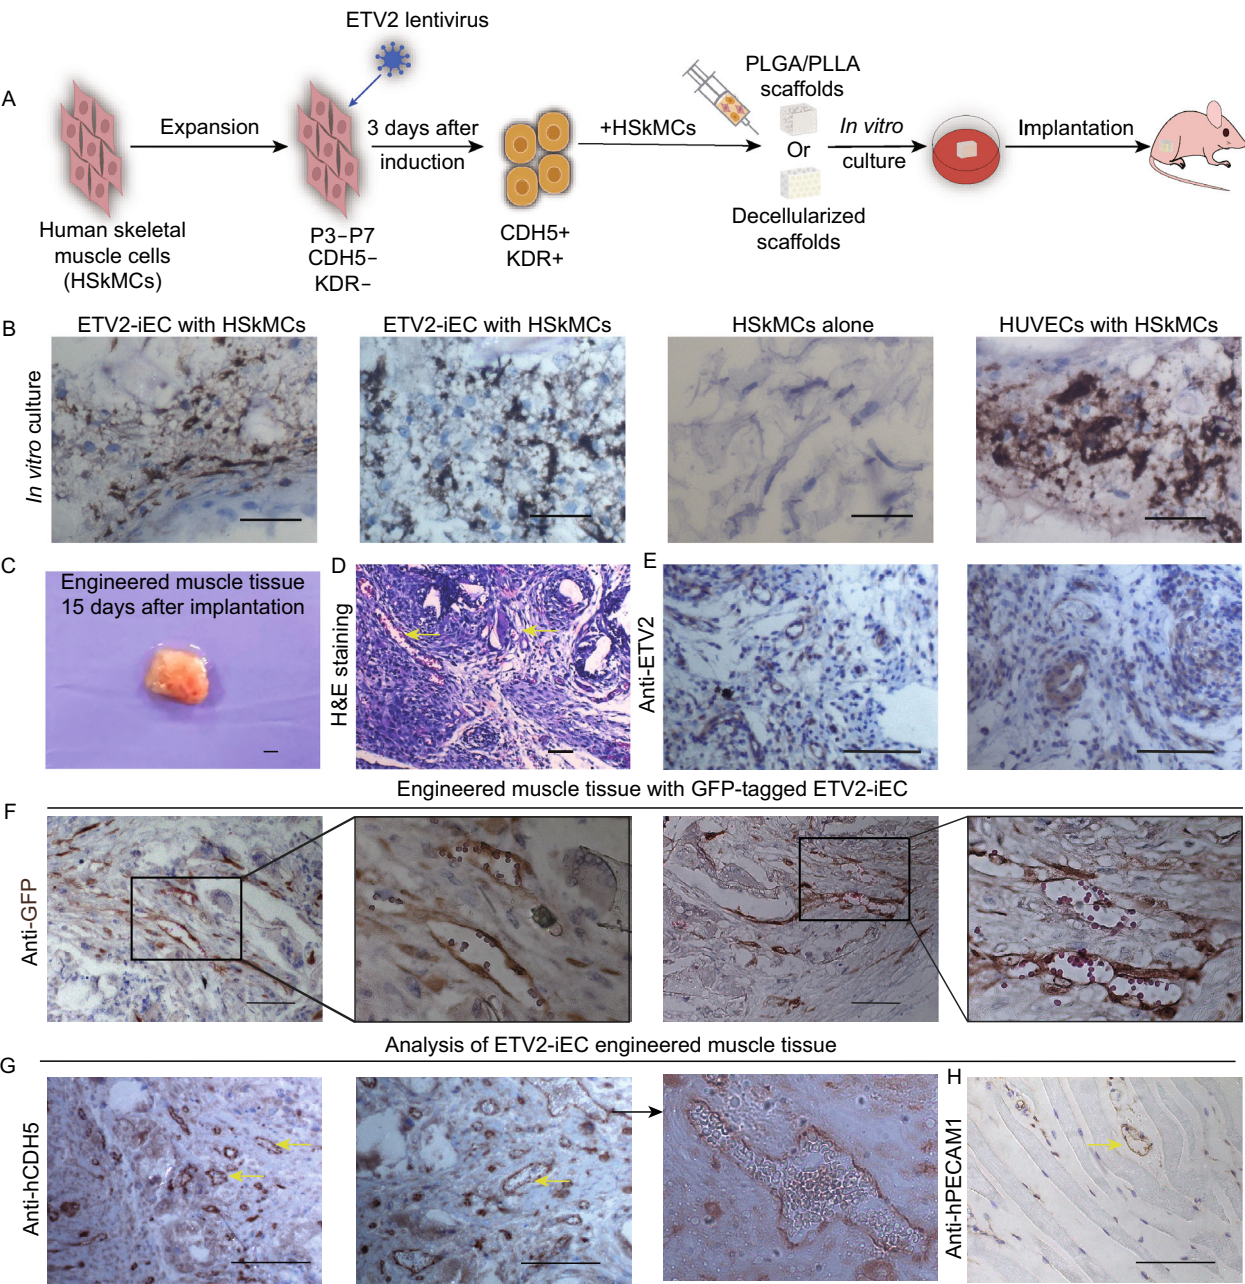 ETV2 lentivirus
A
Expansion
3 days after
induction
+HSkMCs
PLGA/PLLA
scaffolds
Or
Decellularized
scaffolds
In vitro
culture
Implantation
Human skeletal
muscle cells
(HSkMCs)
P3–P7
CDH5–
KDR–
CDH5+
KDR+
B
ETV2-iEC with HSkMCs
ETV2-iEC with HSkMCs
HSkMCs alone
HUVECs with HSkMCs
In vitro culture
C
Engineered muscle tissue
15 days after implantation
D
H&E staining
E
Anti-ETV2
Engineered muscle tissue with GFP-tagged ETV2-iEC
F
Anti-GFP
Analysis of ETV2-iEC engineered muscle tissue
G
Anti-hCDH5
H
Anti-hPECAM1